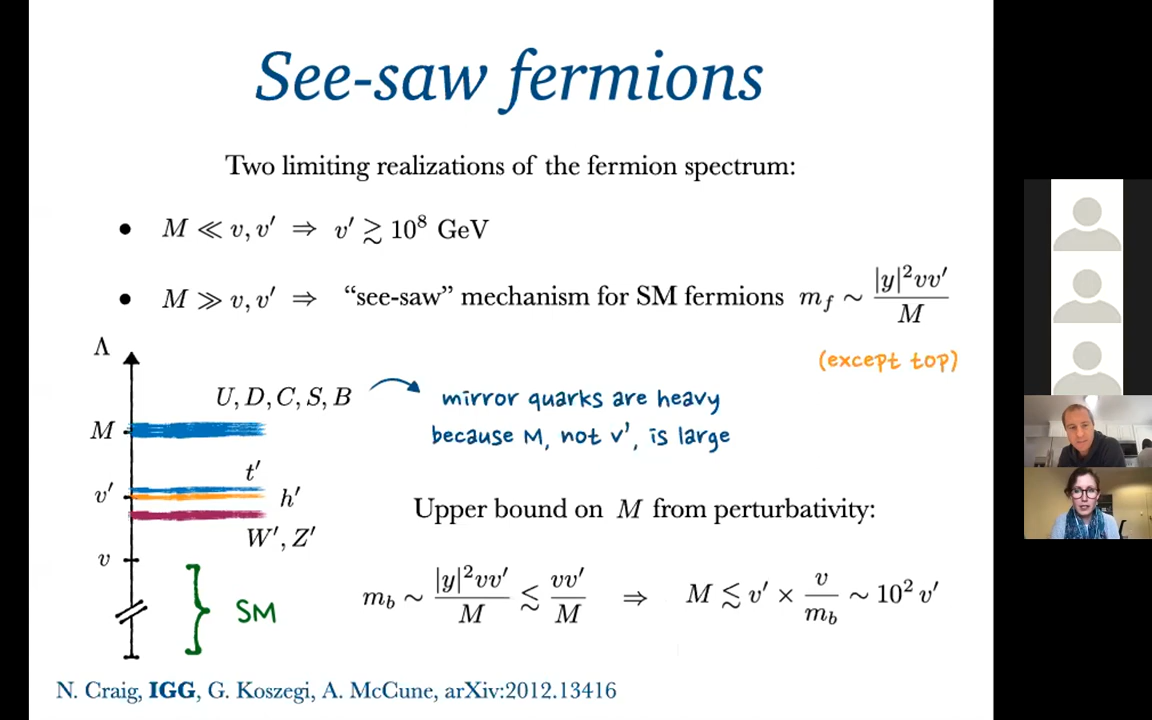 See-saw fermions
Two limiting realizations of the fermion spectrum:
• M ≪ v, v′ ⇒ v′ ≳ 10⁸ GeV
• M ≫ v, v′ ⇒ “see-saw” mechanism for SM fermions m_f ~ |y|²vv′ / M
(except top)
Λ
U, D, C, S, B
mirror quarks are heavy
because M, not v′, is large
M
t′
v′
h′
W′, Z′
Upper bound on M from perturbativity:
v
m_b ~ |y|²vv′ / M ≲ vv′ / M ⇒ M ≲ v′ × v / m_b ~ 10² v′
SM
N. Craig, IGG, G. Koszegi, A. McCune, arXiv:2012.13416